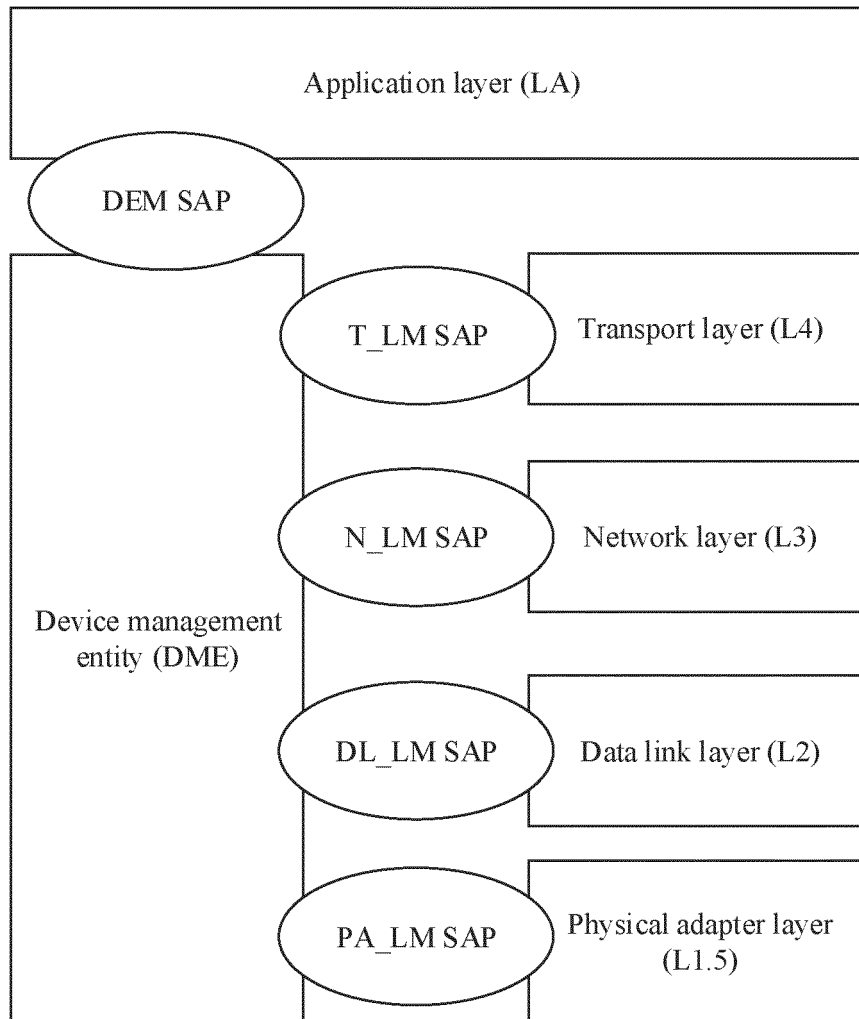 Application layer (LA)
DEM SAP
T_LM SAP
Transport layer (L4)
N_LM SAP
Network layer (L3)
Device management
entity (DME)
DL_LM SAP
Data link layer (L2)
PA_LM SAP
Physical adapter layer
(L1.5)